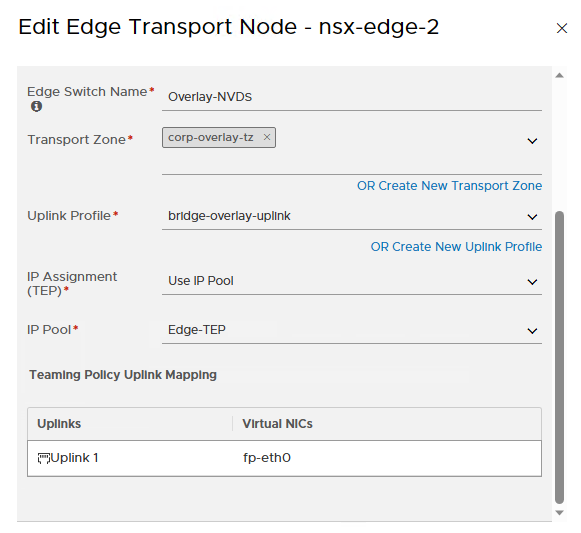 Edit Edge Transport Node - nsx-edge-2
Edge Switch Name*
Overlay-NVDS
Transport Zone*
corp-overlay-tz ×
OR Create New Transport Zone
Uplink Profile*
bridge-overlay-uplink
OR Create New Uplink Profile
IP Assignment
(TEP)*
Use IP Pool
IP Pool*
Edge-TEP
Teaming Policy Uplink Mapping
Uplinks
Virtual NICs
Uplink 1
fp-eth0